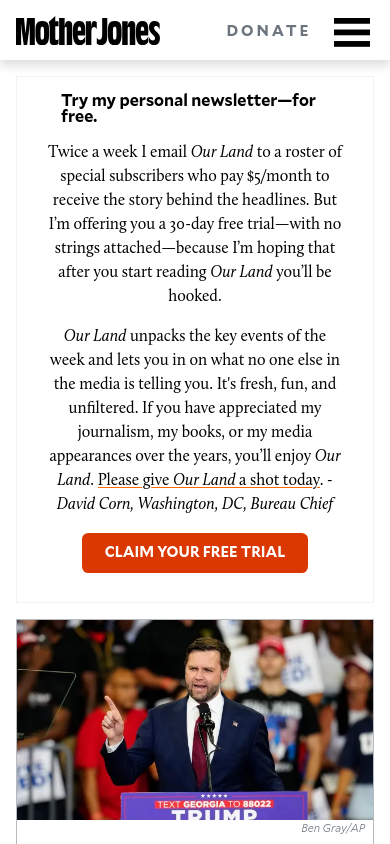 Mother Jones
DONATE
Try my personal newsletter—for
free.
Twice a week I email Our Land to a roster of
special subscribers who pay $5/month to
receive the story behind the headlines. But
I’m offering you a 30-day free trial—with no
strings attached—because I’m hoping that
after you start reading Our Land you’ll be
hooked.
Our Land unpacks the key events of the
week and lets you in on what no one else in
the media is telling you. It's fresh, fun, and
unfiltered. If you have appreciated my
journalism, my books, or my media
appearances over the years, you’ll enjoy Our
Land. Please give Our Land a shot today. -
David Corn, Washington, DC, Bureau Chief
CLAIM YOUR FREE TRIAL
TEXT GEORGIA TO 88022
TRUMP
Ben Gray/AP